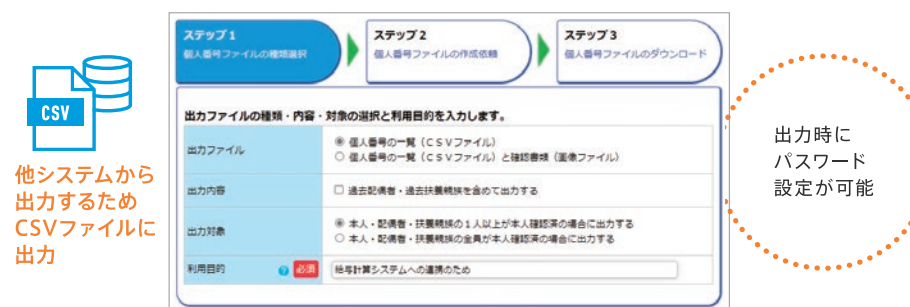 CSV
他システムから
出力するため
CSVファイルに
出力
ステップ1
個人番号ファイルの種類選択
ステップ2
個人番号ファイルの作成依頼
ステップ3
個人番号ファイルのダウンロード
出力ファイルの種類・内容・対象の選択と利用目的を入力します。
出力ファイル
個人番号の一覧（ＣＳＶファイル）
個人番号の一覧（ＣＳＶファイル）と確認書類（画像ファイル）
出力内容
過去配偶者・過去扶養親族を含めて出力する
出力対象
本人・配偶者・扶養親族の１人以上が本人確認済の場合に出力する
本人・配偶者・扶養親族の全員が本人確認済の場合に出力する
利用目的 ? 必須 給与計算システムへの連携のため
出力時に
パスワード
設定が可能